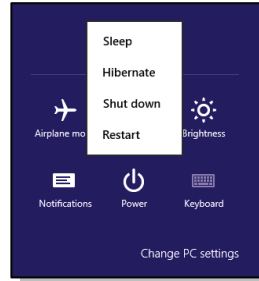 Sleep
Hibernate
Shut down
Restart
Airplane mo
Brightness
Notifications
Power
Keyboard
Change PC settings